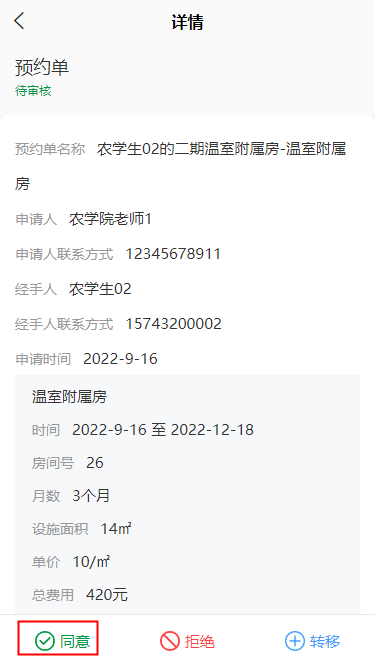 详情
预约单
待审核
预约单名称 农学生02的二期温室附属房-温室附属
房
申请人 农学院老师1
申请人联系方式 12345678911
经手人 农学生02
经手人联系方式 15743200002
申请时间 2022-9-16
温室附属房
时间 2022-9-16 至 2022-12-18
房间号 26
月数 3个月
设施面积 14㎡
单价 10/㎡
总费用 420元
同意 拒绝 转移